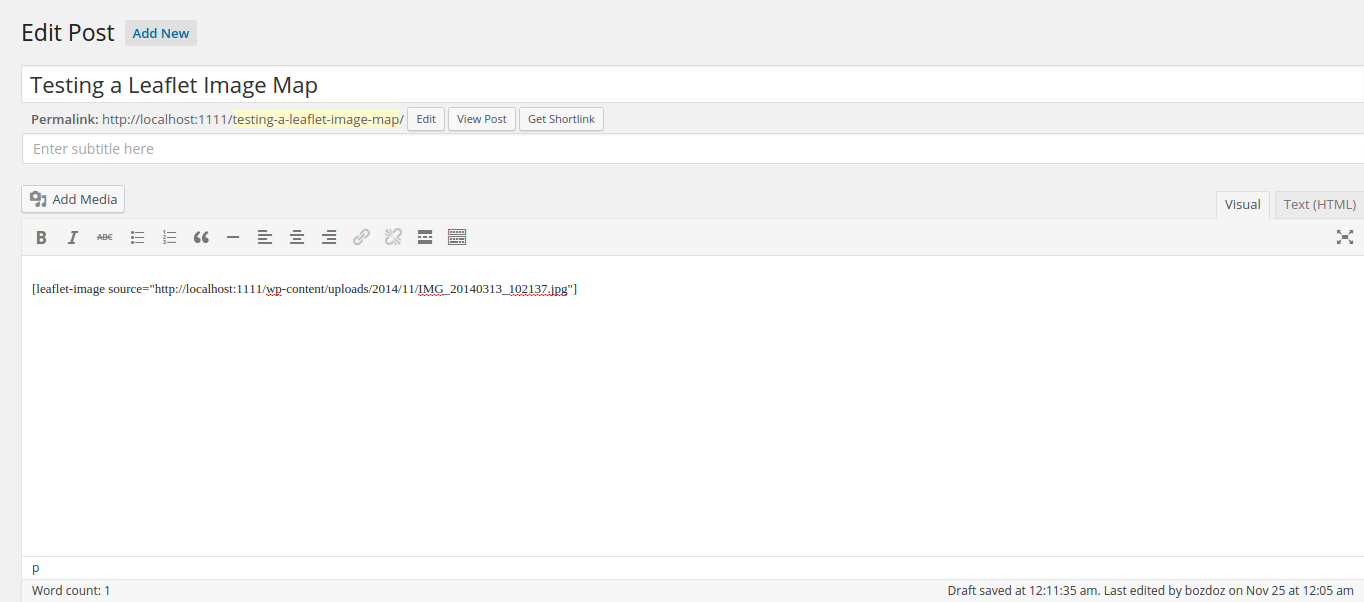 Edit Post Add New
Testing a Leaflet Image Map
Permalink: http://localhost:1111/testing-a-leaflet-image-map/ Edit View Post Get Shortlink
Enter subtitle here
Add Media Visual Text (HTML)
B I ABC
[leaflet-image source="http://localhost:1111/wp-content/uploads/2014/11/IMG_20140313_102137.jpg"]
p
Word count: 1 Draft saved at 12:11:35 am. Last edited by bozdoz on Nov 25 at 12:05 am